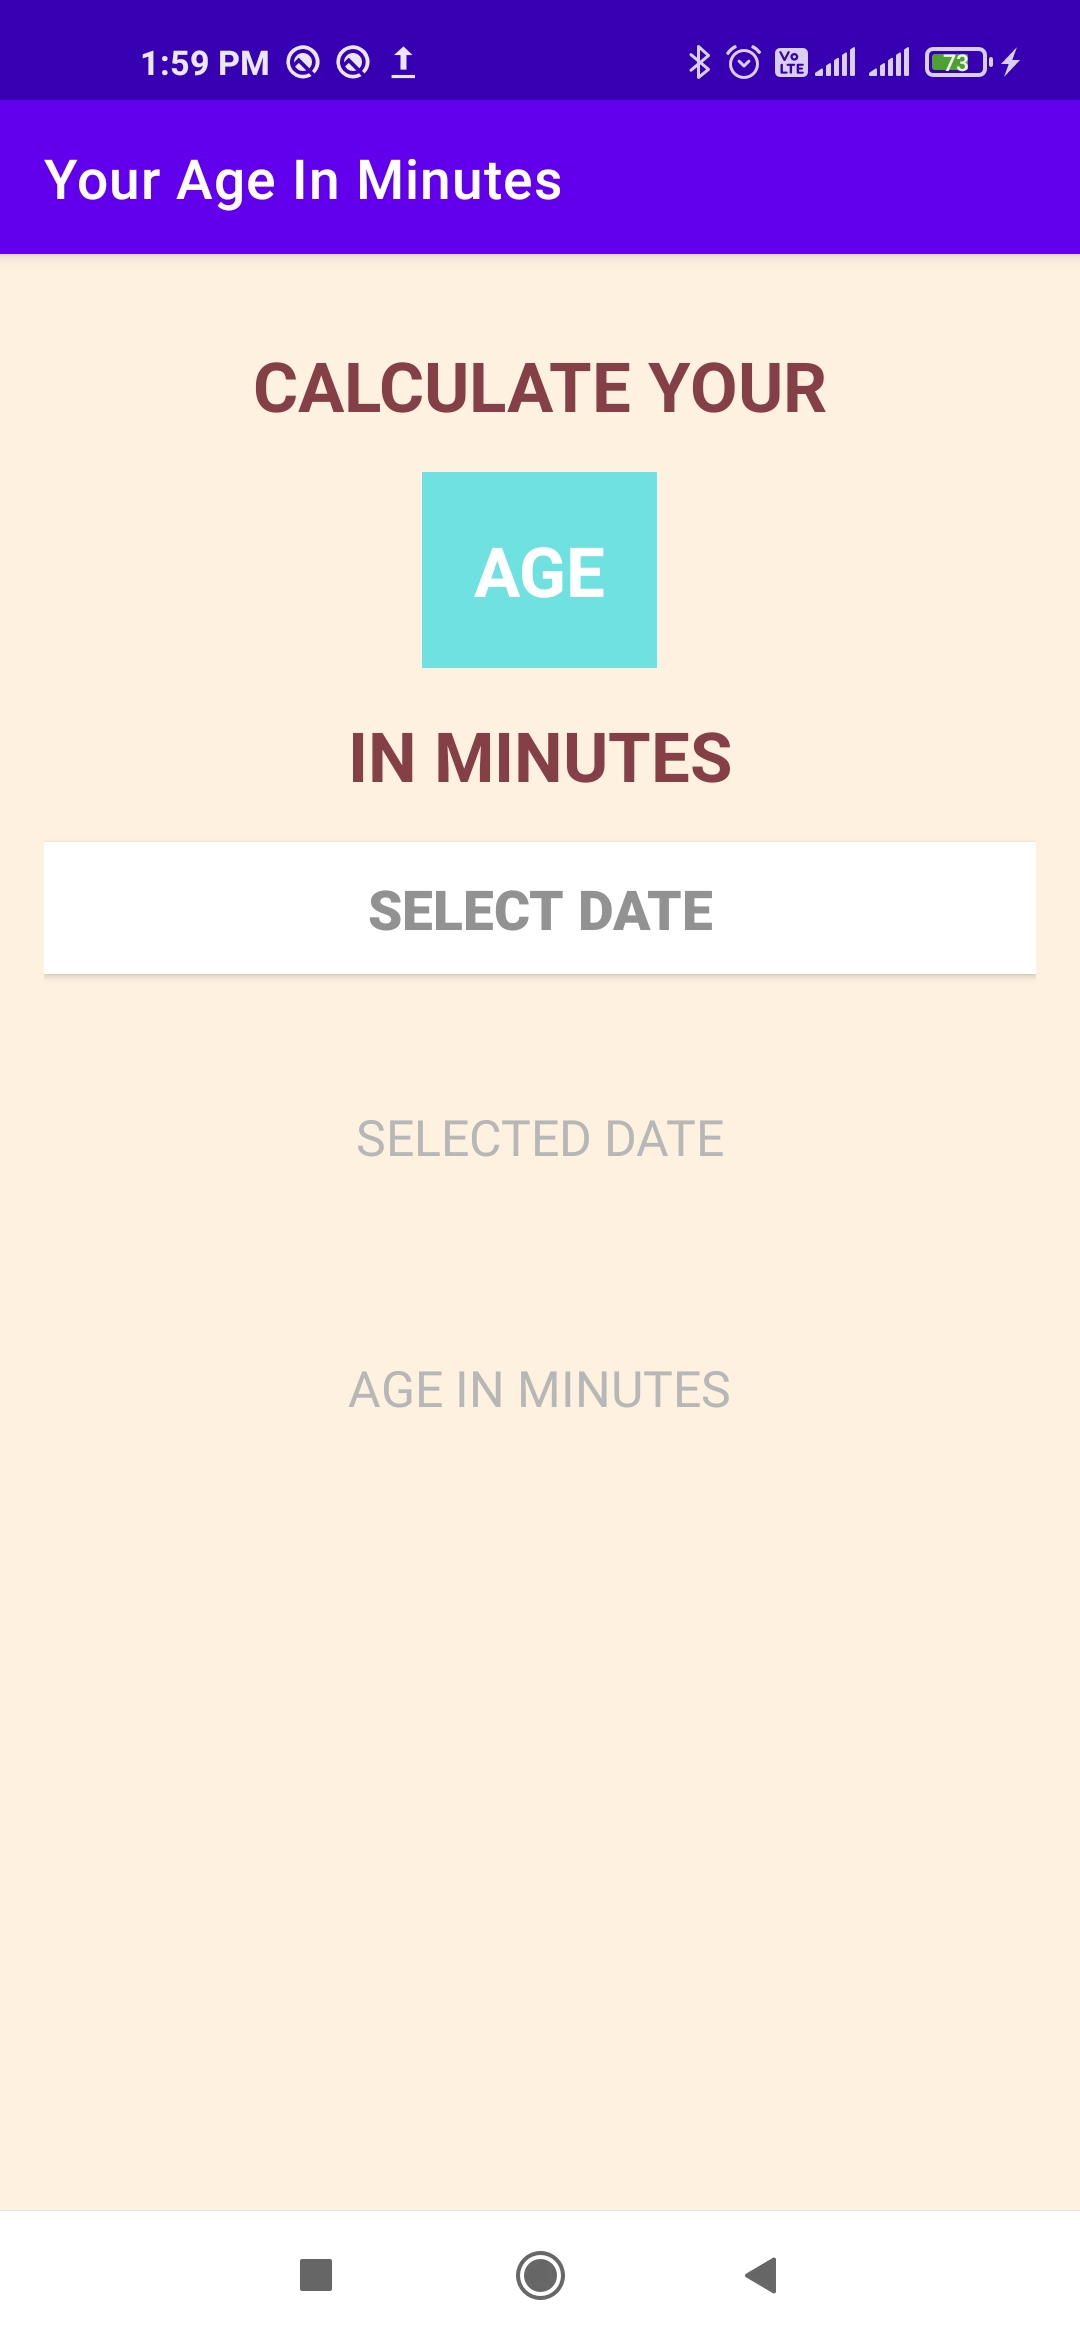 1:59 PM
Vo
LTE
73
Your Age In Minutes
CALCULATE YOUR
AGE
IN MINUTES
SELECT DATE
SELECTED DATE
AGE IN MINUTES